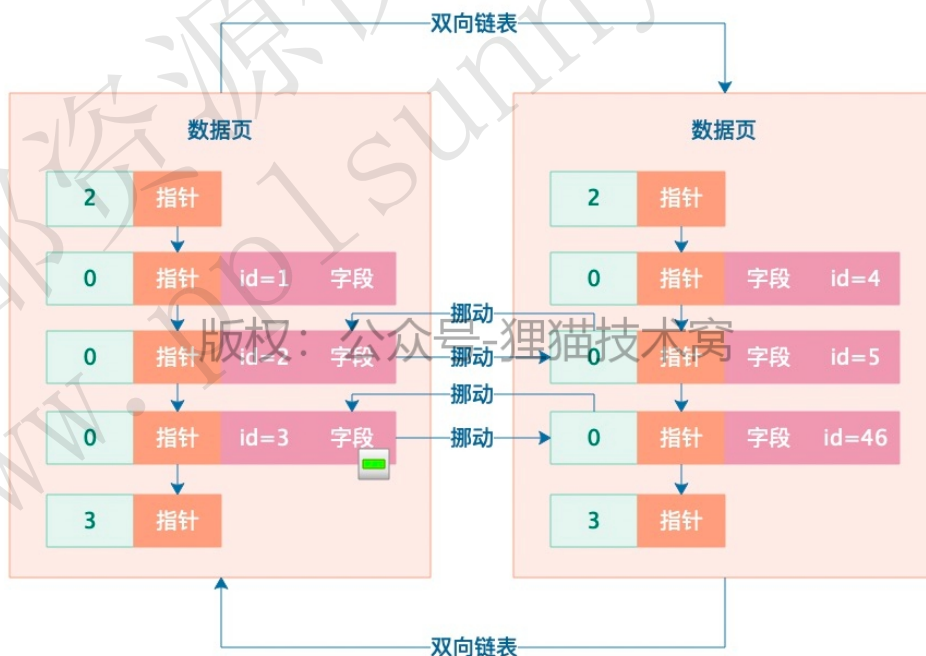 双向链表
数据页
2 指针
0 指针 id=1 字段
0 指针 id=2 字段
0 指针 id=3 字段
3 指针
挪动
挪动
挪动
挪动
数据页
2 指针
0 指针 字段 id=4
0 指针 字段 id=5
0 指针 字段 id=46
3 指针
双向链表
版权：公众号-狸猫技术窝
资源
www.pplsunny